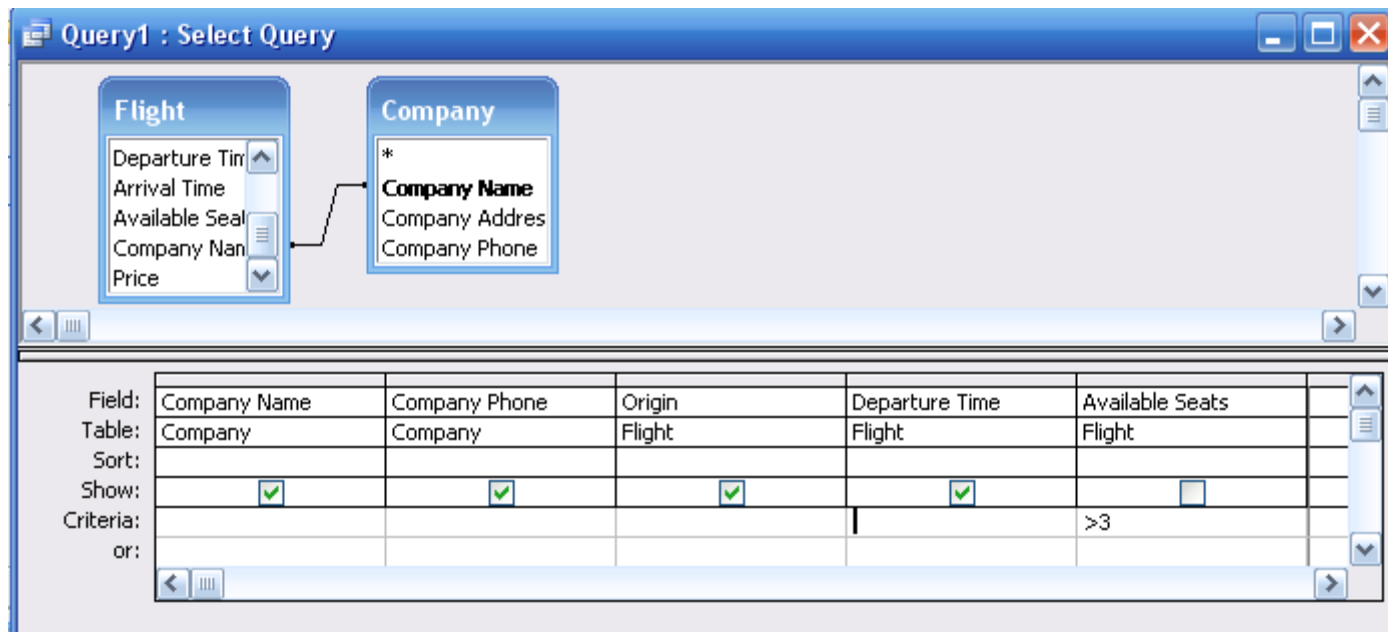 Query1 : Select Query
Flight
Departure Tim
Arrival Time
Available Seat
Company Nam
Price
Company
*
Company Name
Company Addres
Company Phone
Field: Company Name Company Phone Origin Departure Time Available Seats
Table: Company Company Flight Flight Flight
Sort:
Show:
Criteria: >3
or: